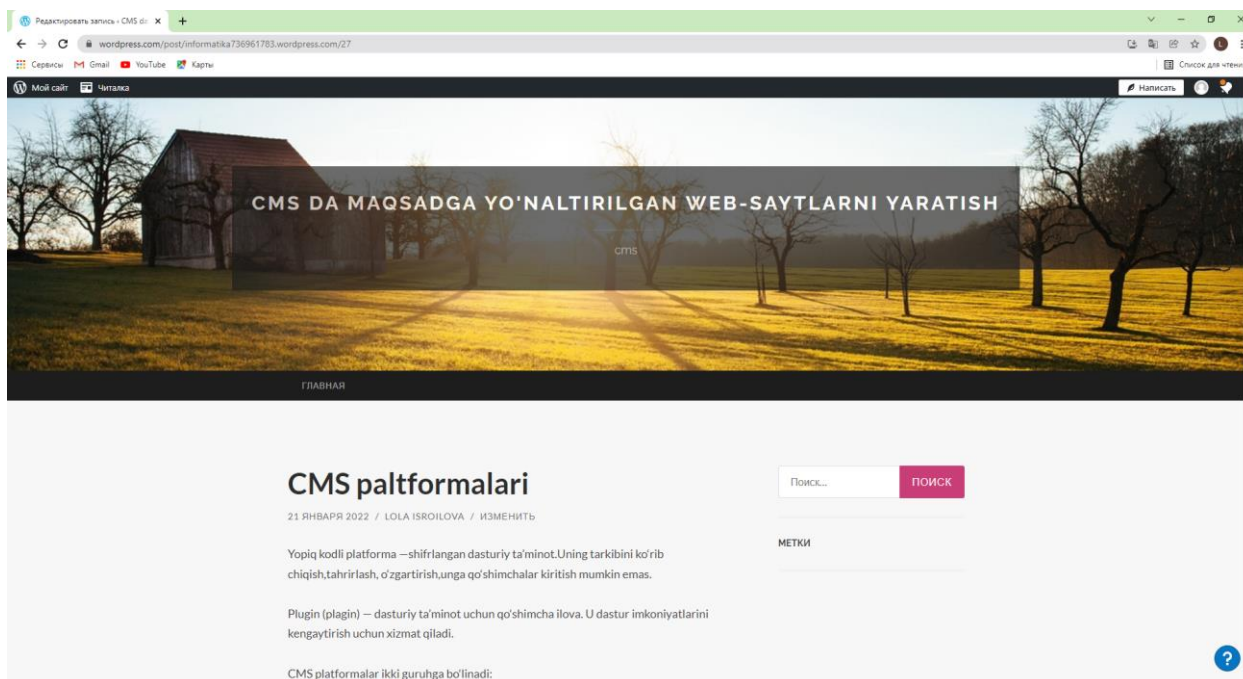 Редактировать запись ‹ CMS da
wordpress.com/post/informatika736961783.wordpress.com/27
L
Сервисы Gmail YouTube Карты
Список для чтени
Мой сайт Читалка
Написать
CMS DA MAQSADGA YO'NALTIRILGAN WEB-SAYTLARNI YARATISH
cms
ГЛАВНАЯ
CMS paltformalari
21 ЯНВАРЯ 2022 / LOLA ISROILOVA / ИЗМЕНИТЬ
Yopiq kodli platforma —shifrlangan dasturiy ta'minot.Uning tarkibini ko'rib
chiqish,tahrirlash, o'zgartirish,unga qo'shimchalar kiritish mumkin emas.
Plugin (plagin) — dasturiy ta'minot uchun qo'shimcha ilova. U dastur imkoniyatlarini
kengaytirish uchun xizmat qiladi.
CMS platformalar ikki guruhga bo'linadi:
Поиск...
ПОИСК
МЕТКИ
?